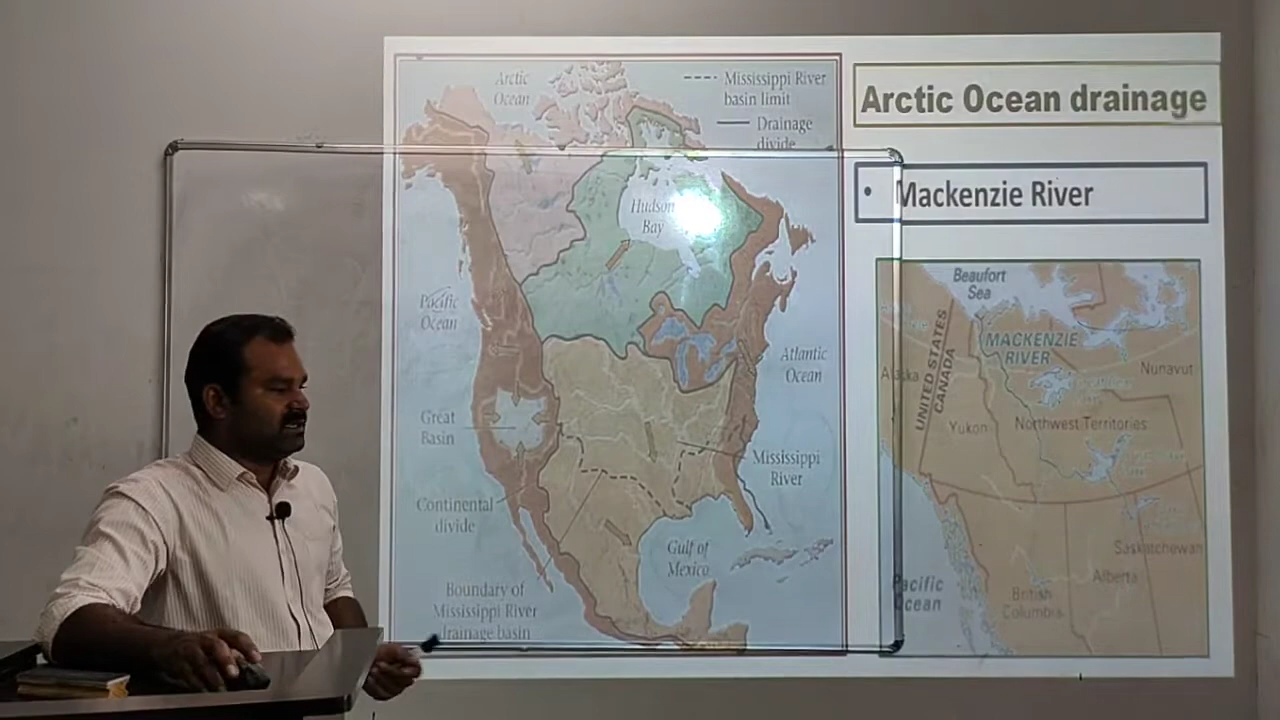 Arctic Ocean drainage
• Mackenzie River
Arctic
Ocean
Mississippi River
basin limit
Drainage
divide
Hudson
Bay
Pacific
Ocean
Atlantic
Ocean
Great
Basin
Mississippi
River
Continental
divide
Gulf of
Mexico
Boundary of
Mississippi River
drainage basin
Beaufort
Sea
MACKENZIE
RIVER
UNITED STATES
CANADA
Alaska
Nunavut
Yukon
Northwest Territories
Saskatchewan
Alberta
British
Columbia
Pacific
Ocean